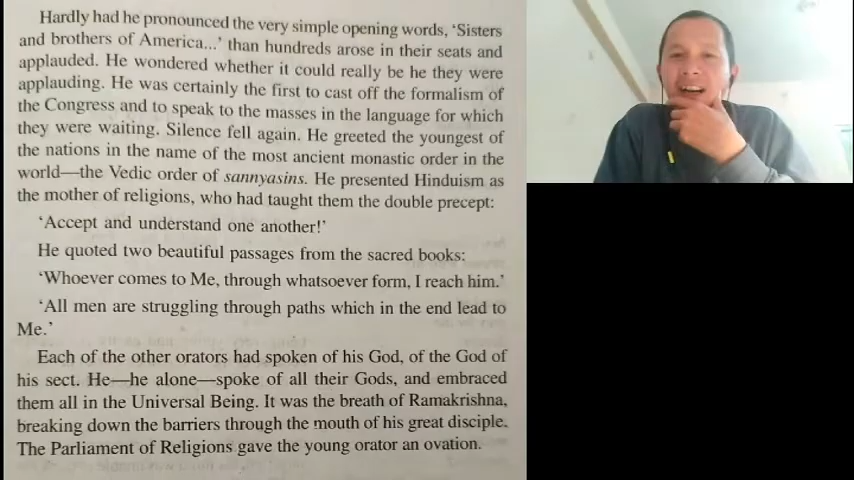 Hardly had he pronounced the very simple opening words, ‘Sisters
and brothers of America...’ than hundreds arose in their seats and
applauded. He wondered whether it could really be he they were
applauding. He was certainly the first to cast off the formalism of
the Congress and to speak to the masses in the language for which
they were waiting. Silence fell again. He greeted the youngest of
the nations in the name of the most ancient monastic order in the
world—the Vedic order of sannyasins. He presented Hinduism as
the mother of religions, who had taught them the double precept:
‘Accept and understand one another!’
He quoted two beautiful passages from the sacred books:
‘Whoever comes to Me, through whatsoever form, I reach him.’
‘All men are struggling through paths which in the end lead to
Me.’
Each of the other orators had spoken of his God, of the God of
his sect. He—he alone—spoke of all their Gods, and embraced
them all in the Universal Being. It was the breath of Ramakrishna,
breaking down the barriers through the mouth of his great disciple.
The Parliament of Religions gave the young orator an ovation.